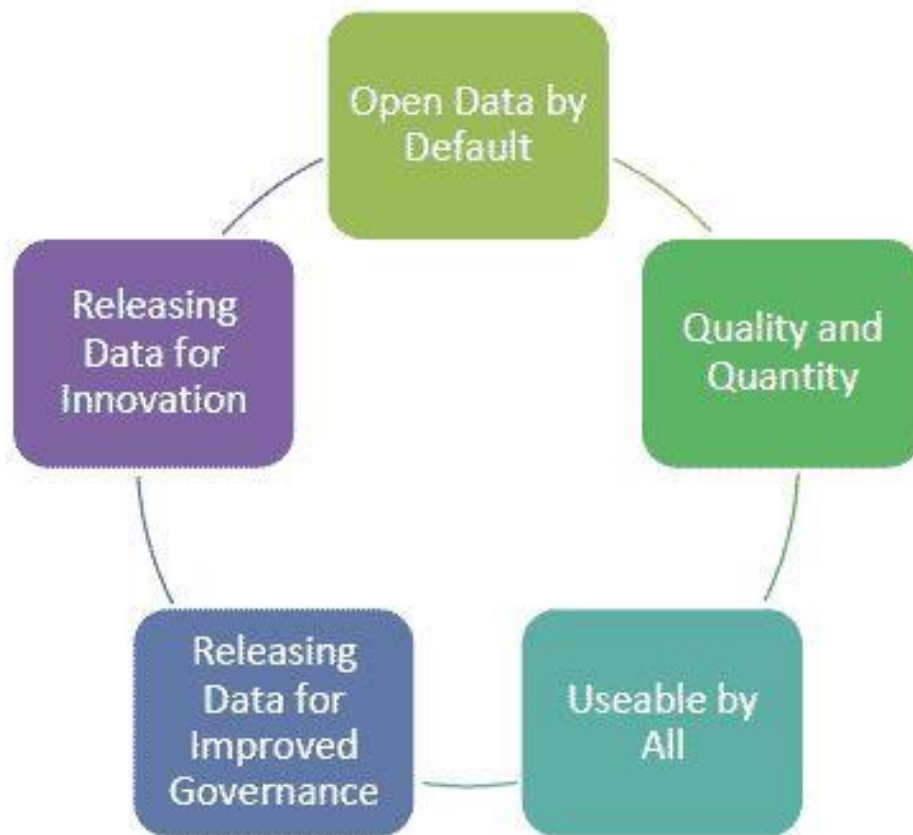 Open Data by
Default
Quality and
Quantity
Useable by
All
Releasing
Data for
Improved
Governance
Releasing
Data for
Innovation